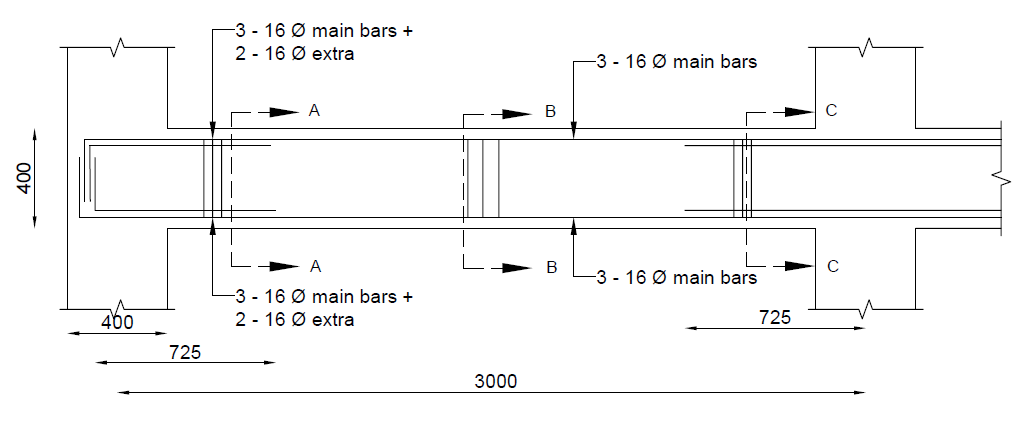 3 - 16 Ø main bars +
2 - 16 Ø extra
3 - 16 Ø main bars
A
B
C
400
A
B
C
3 - 16 Ø main bars
3 - 16 Ø main bars +
2 - 16 Ø extra
400
725
725
3000